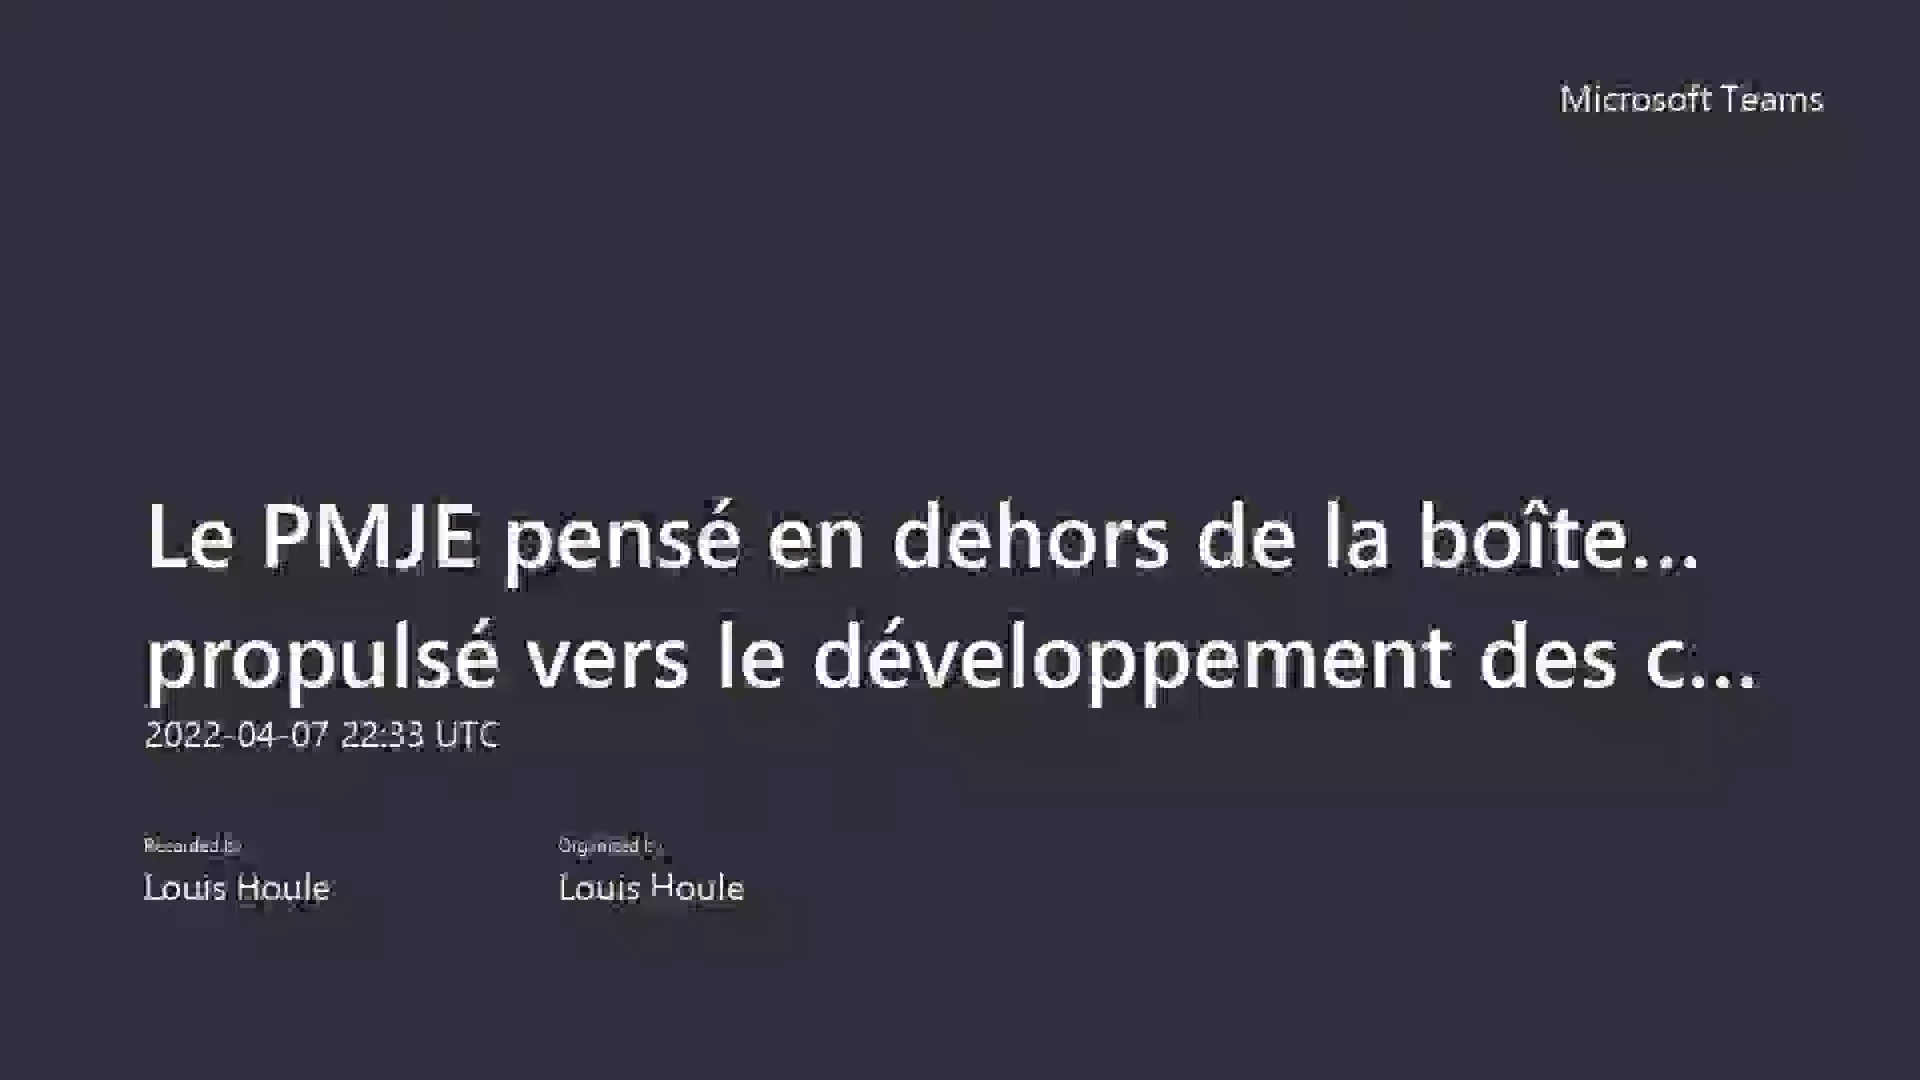 Microsoft Teams
Le PMJE pensé en dehors de la boîte...
propulsé vers le développement des c...
2022-04-07 22:33 UTC
Recorded by
Organized by
Louis Houle
Louis Houle